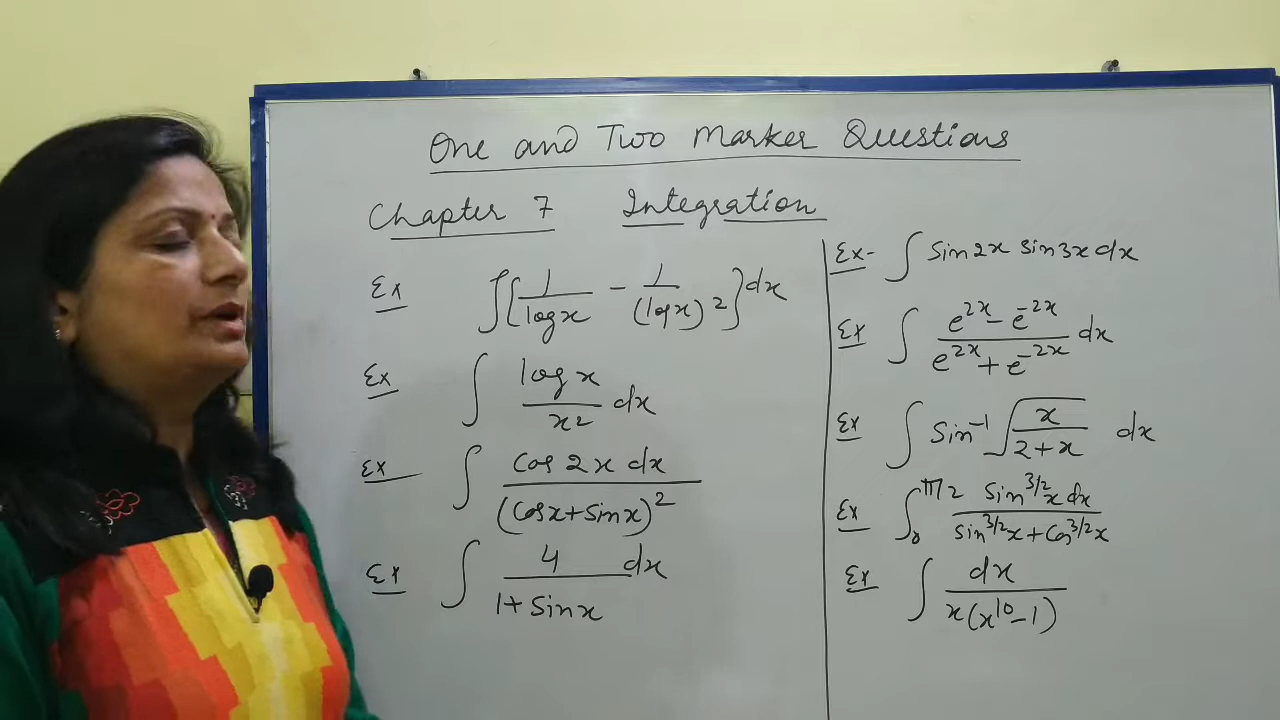 One and Two Marker Questions
Chapter 7 Integration
Ex ∫[1/logx - 1/(logx)²]dx
Ex ∫ logx/x² dx
Ex ∫ Cos2x dx/(Cosx+Sinx)²
Ex ∫ 4 dx/1+Sinx
Ex- ∫ Sin2x Sin3x dx
Ex ∫ e^2x - e^-2x/e^2x + e^-2x dx
Ex ∫ Sin⁻¹ √x/2+x dx
Ex ∫₀^π/2 Sin^3/2x dx/Sin^3/2x + Cos^3/2x
Ex ∫ dx/x(x¹⁰-1)